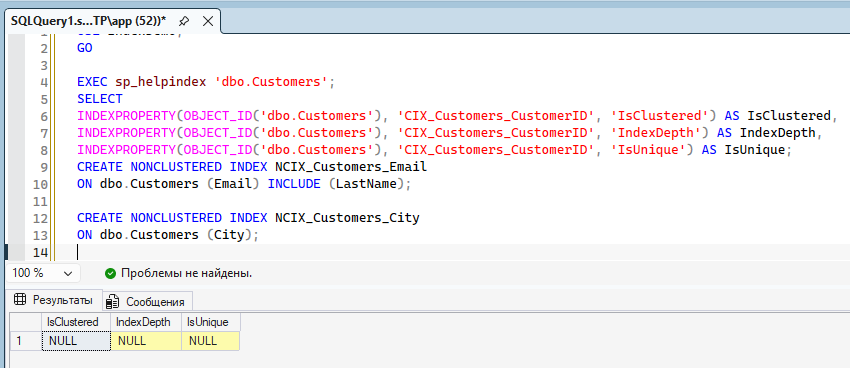 SQLQuery1.s...TP\app (52))*
1
2 GO
3
4 EXEC sp_helpindex 'dbo.Customers';
5 SELECT
6 INDEXPROPERTY(OBJECT_ID('dbo.Customers'), 'CIX_Customers_CustomerID', 'IsClustered') AS IsClustered,
7 INDEXPROPERTY(OBJECT_ID('dbo.Customers'), 'CIX_Customers_CustomerID', 'IndexDepth') AS IndexDepth,
8 INDEXPROPERTY(OBJECT_ID('dbo.Customers'), 'CIX_Customers_CustomerID', 'IsUnique') AS IsUnique;
9 CREATE NONCLUSTERED INDEX NCIX_Customers_Email
10 ON dbo.Customers (Email) INCLUDE (LastName);
11
12 CREATE NONCLUSTERED INDEX NCIX_Customers_City
13 ON dbo.Customers (City);
14
100 % Проблемы не найдены.
Результаты Сообщения
IsClustered IndexDepth IsUnique
1 NULL NULL NULL